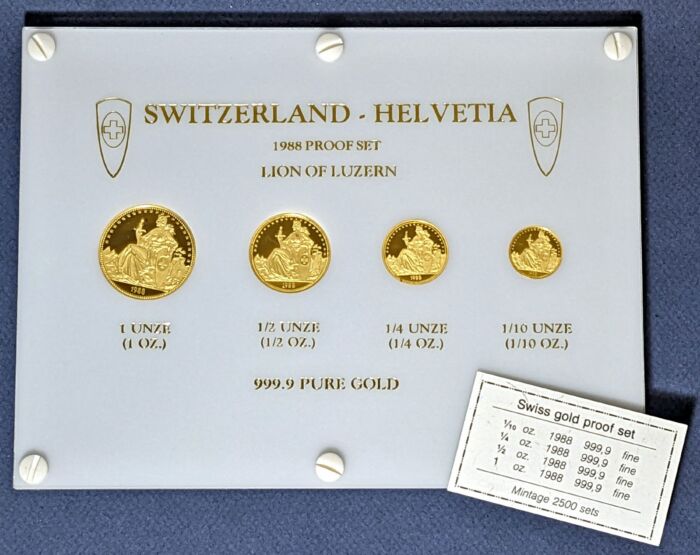 SWITZERLAND - HELVETIA
1988 PROOF SET
LION OF LUZERN
1988 1988 1988
1 UNZE 1/2 UNZE 1/4 UNZE 1/10 UNZE
(1 OZ.) (1/2 OZ.) (1/4 OZ.) (1/10 OZ.)
999.9 PURE GOLD
Swiss gold proof set
1/10 oz. 1988 999,9 fine
¼ oz. 1988 999,9 fine
½ oz. 1988 999,9 fine
1 oz. 1988 999,9 fine
Mintage 2500 sets